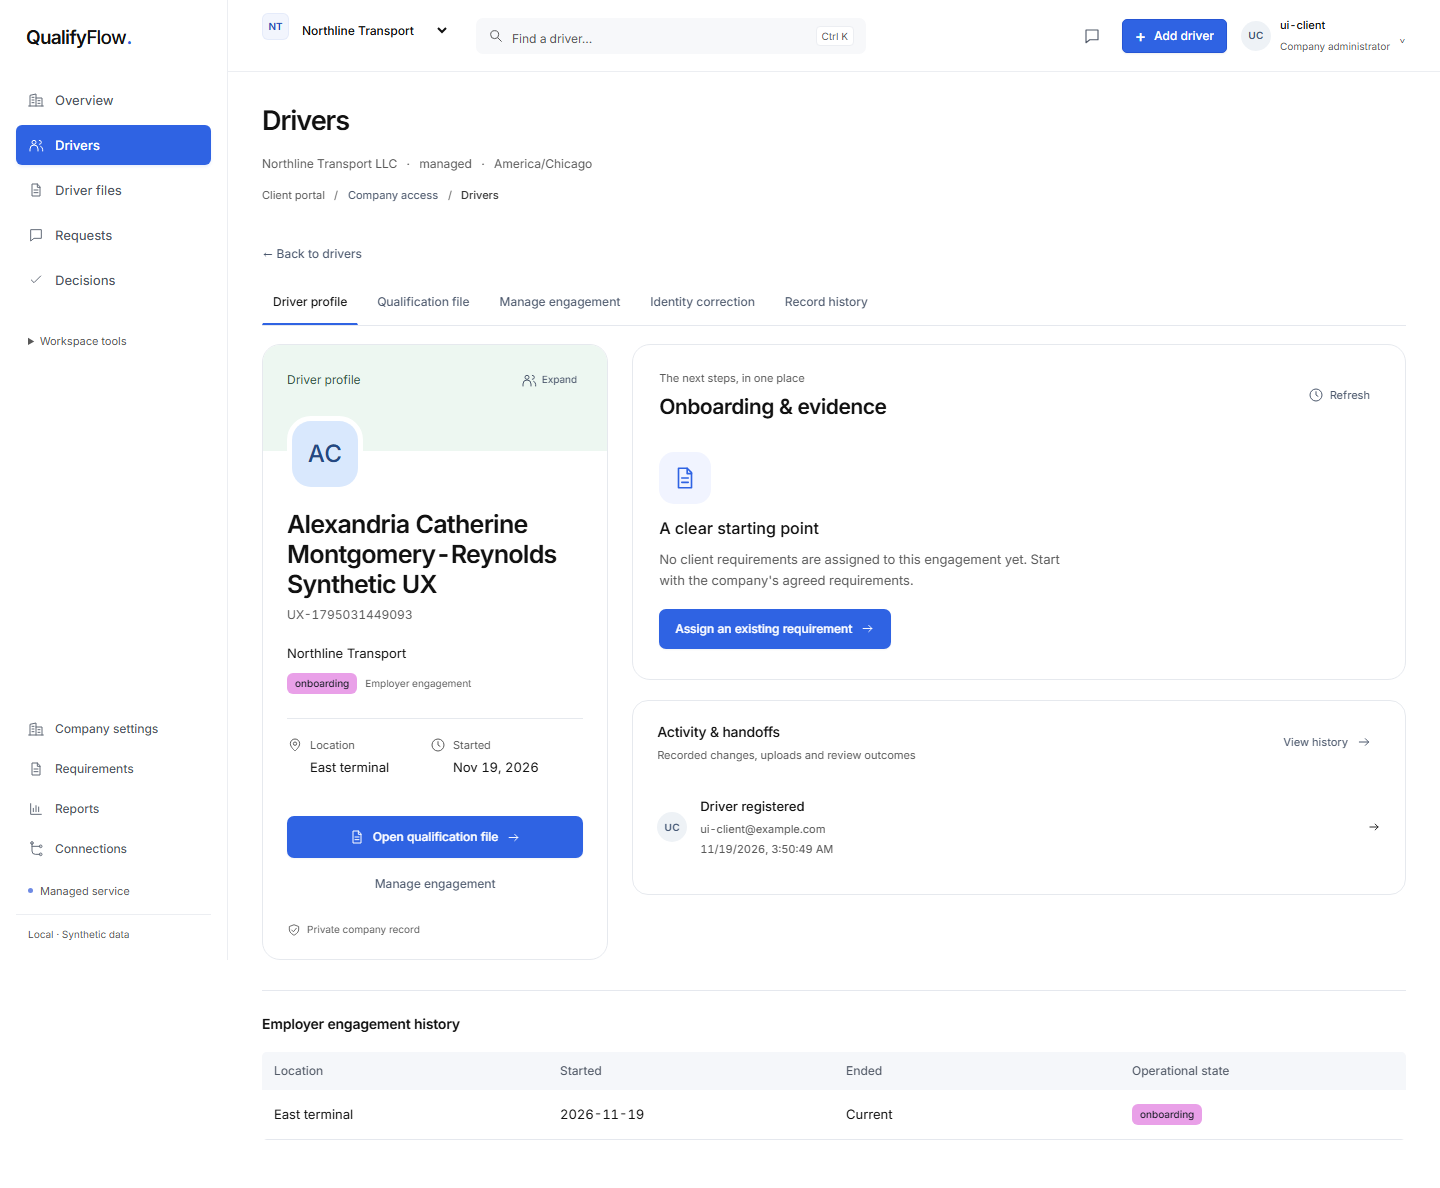 QualifyFlow.
NT
Northline Transport
Find a driver...
Ctrl K
+ Add driver
UC
ui-client
Company administrator
Overview
Drivers
Driver files
Requests
Decisions
Workspace tools
Company settings
Requirements
Reports
Connections
Managed service
Local · Synthetic data
Drivers
Northline Transport LLC · managed · America/Chicago
Client portal / Company access / Drivers
← Back to drivers
Driver profile
Qualification file
Manage engagement
Identity correction
Record history
Driver profile
Expand
AC
Alexandria Catherine
Montgomery-Reynolds
Synthetic UX
UX-1795031449093
Northline Transport
onboarding
Employer engagement
Location
East terminal
Started
Nov 19, 2026
Open qualification file →
Manage engagement
Private company record
The next steps, in one place
Onboarding & evidence
Refresh
A clear starting point
No client requirements are assigned to this engagement yet. Start
with the company's agreed requirements.
Assign an existing requirement →
Activity & handoffs
Recorded changes, uploads and review outcomes
View history →
UC
Driver registered
ui-client@example.com
11/19/2026, 3:50:49 AM
→
Employer engagement history
Location Started Ended Operational state
East terminal 2026-11-19 Current onboarding